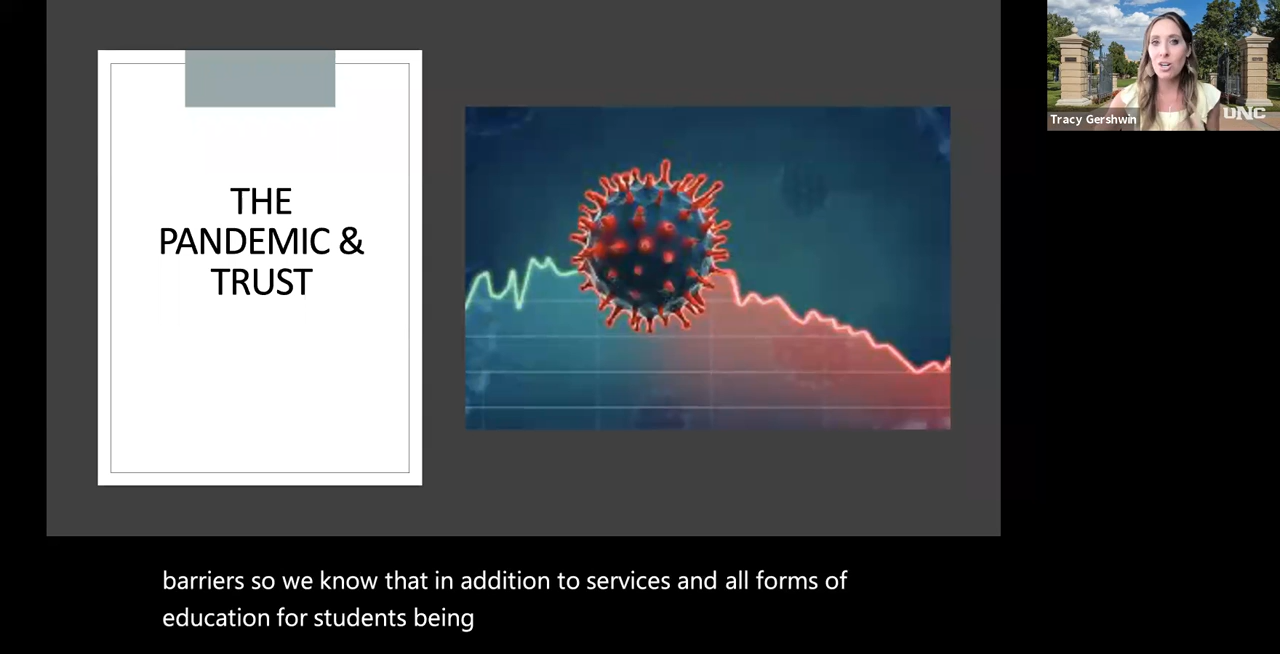 THE
PANDEMIC &
TRUST
Tracy Gershwin
UNC
barriers so we know that in addition to services and all forms of
education for students being